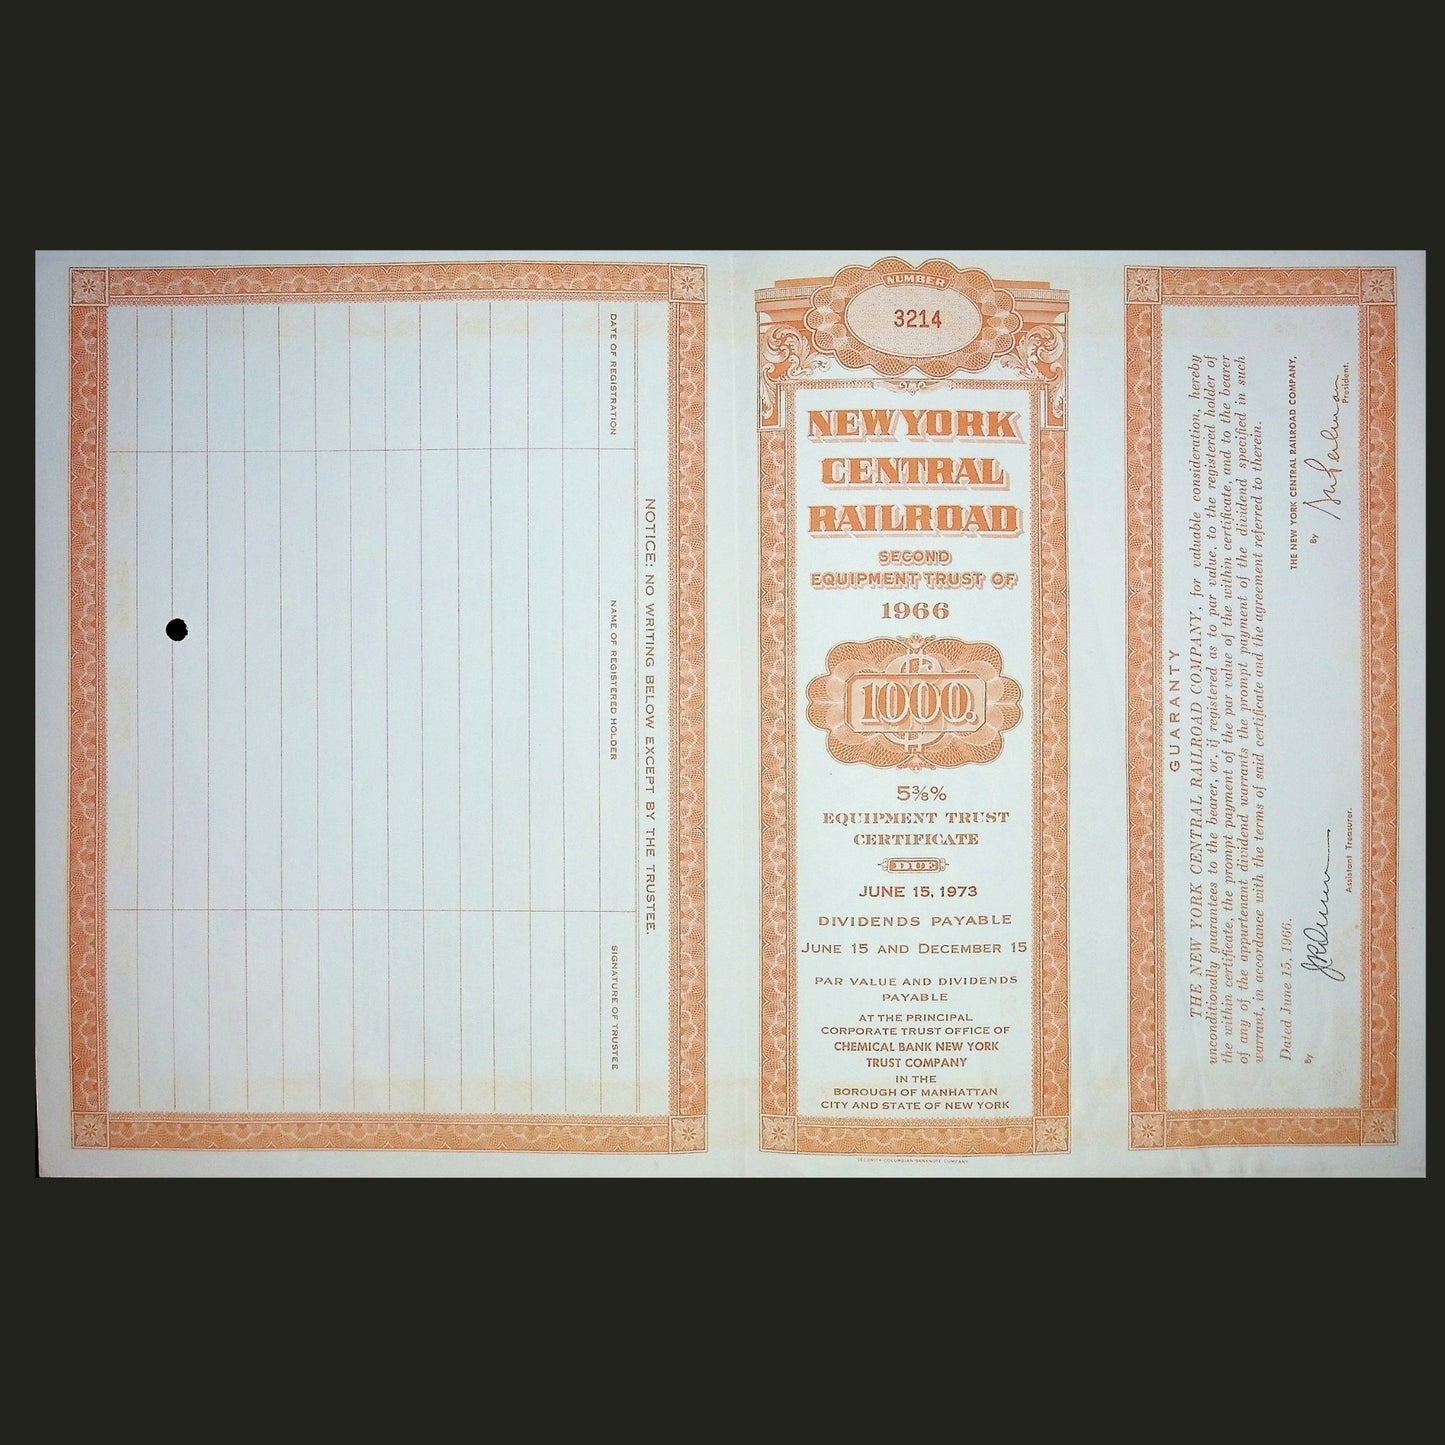 NOTICE: NO WRITING BELOW EXCEPT BY THE TRUSTEE.
DATE OF REGISTRATION
NAME OF REGISTERED HOLDER
SIGNATURE OF TRUSTEE
NUMBER
3214
NEW YORK
CENTRAL
RAILROAD
SECOND
EQUIPMENT TRUST OF
1966
$
1000.
5⅜%
EQUIPMENT TRUST
CERTIFICATE
DUE
JUNE 15, 1973
DIVIDENDS PAYABLE
JUNE 15 AND DECEMBER 15
PAR VALUE AND DIVIDENDS
PAYABLE
AT THE PRINCIPAL
CORPORATE TRUST OFFICE OF
CHEMICAL BANK NEW YORK
TRUST COMPANY
IN THE
BOROUGH OF MANHATTAN
CITY AND STATE OF NEW YORK
SECURITY-COLUMBIAN BANKNOTE COMPANY
GUARANTY
THE NEW YORK CENTRAL RAILROAD COMPANY, for valuable consideration, hereby
unconditionally guarantees to the bearer, or, if registered as to par value, to the registered holder of
the within certificate, the prompt payment of the par value of the within certificate, and to the bearer
of any of the appurtenant dividend warrants the prompt payment of the dividend specified in such
warrant, in accordance with the terms of said certificate and the agreement referred to therein.
Dated June 15, 1966.
THE NEW YORK CENTRAL RAILROAD COMPANY,
By
President.
By
Assistant Treasurer.